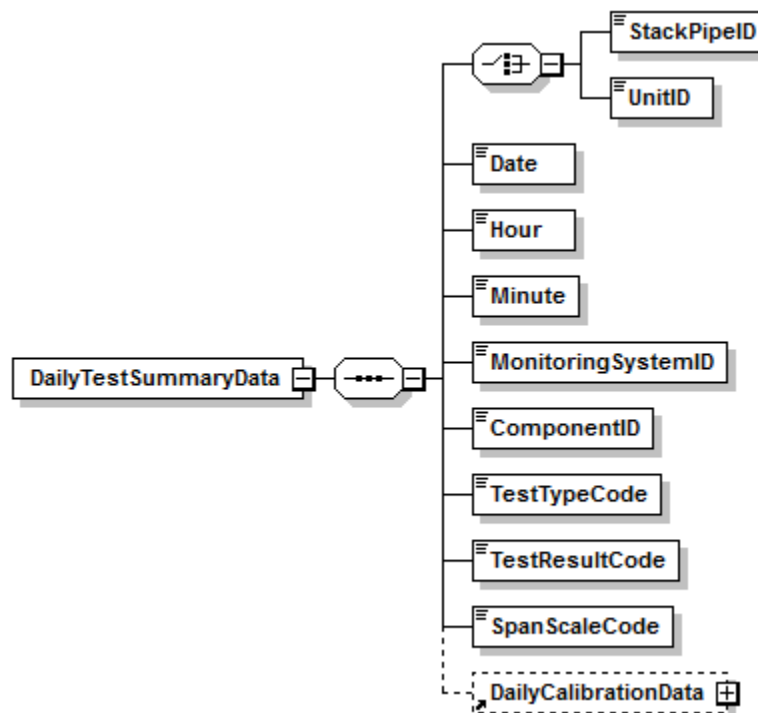 StackPipeID
UnitID
Date
Hour
Minute
MonitoringSystemID
DailyTestSummaryData
ComponentID
TestTypeCode
TestResultCode
SpanScaleCode
DailyCalibrationData